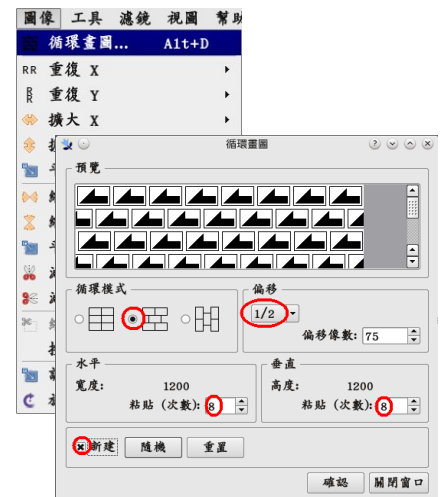 圖像 工具 濾鏡 視圖 幫助
循環畫圖... Alt+D
RR 重復 X
RR 重復 Y
擴大 X
循環畫圖
預覽
循環模式
偏移
1/2
偏移像數: 75
水平
寬度: 1200
粘貼 (次數): 8
垂直
高度: 1200
粘貼 (次數): 8
新建 隨機 重置
確認 關閉窗口